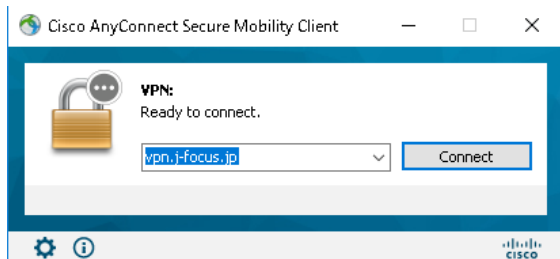 Cisco AnyConnect Secure Mobility Client
VPN:
Ready to connect.
vpn.j-focus.jp
Connect
CISCO